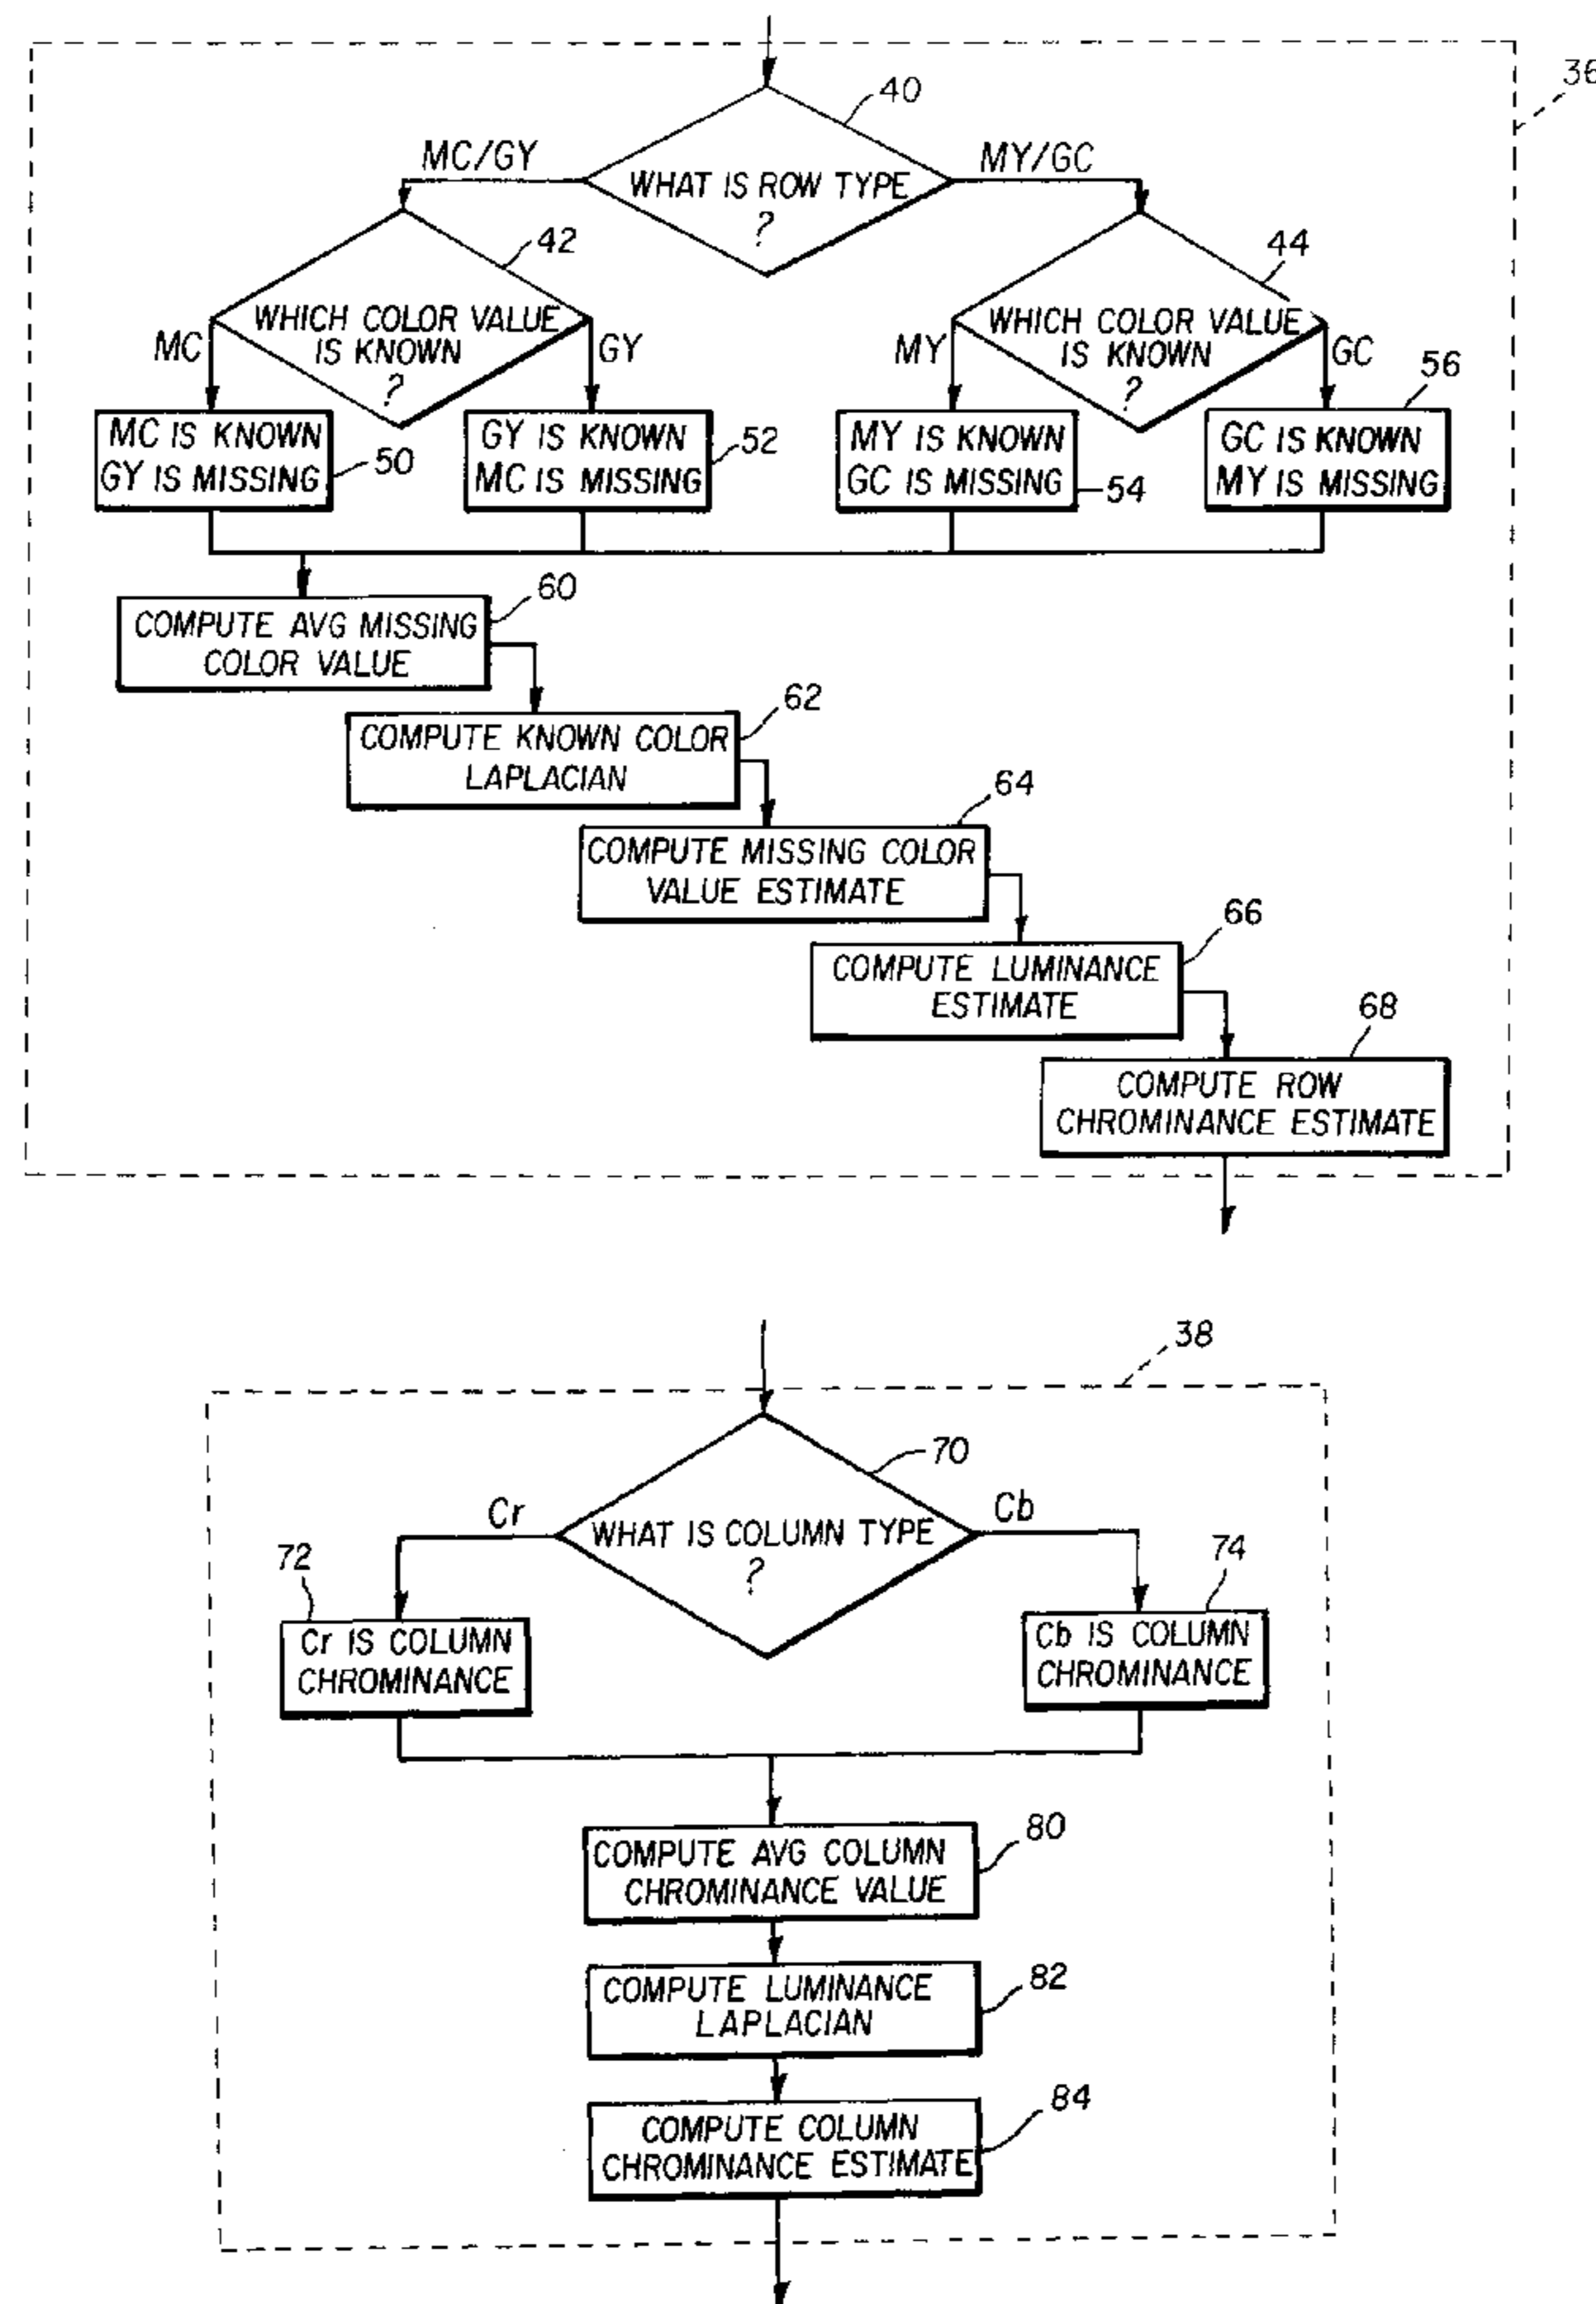 36
40
MC/GY
MY/GC
WHAT IS ROW TYPE
?
42
44
WHICH COLOR VALUE
IS KNOWN
?
WHICH COLOR VALUE
IS KNOWN
?
MC
GY
MY
GC
56
MC IS KNOWN
GY IS MISSING
50
GY IS KNOWN
MC IS MISSING
52
MY IS KNOWN
GC IS MISSING
54
GC IS KNOWN
MY IS MISSING
60
COMPUTE AVG MISSING
COLOR VALUE
62
COMPUTE KNOWN COLOR
LAPLACIAN
64
COMPUTE MISSING COLOR
VALUE ESTIMATE
66
COMPUTE LUMINANCE
ESTIMATE
68
COMPUTE ROW
CHROMINANCE ESTIMATE
38
70
Cr
Cb
WHAT IS COLUMN TYPE
?
72
74
Cr IS COLUMN
CHROMINANCE
Cb IS COLUMN
CHROMINANCE
80
COMPUTE AVG COLUMN
CHROMINANCE VALUE
82
COMPUTE LUMINANCE
LAPLACIAN
84
COMPUTE COLUMN
CHROMINANCE ESTIMATE